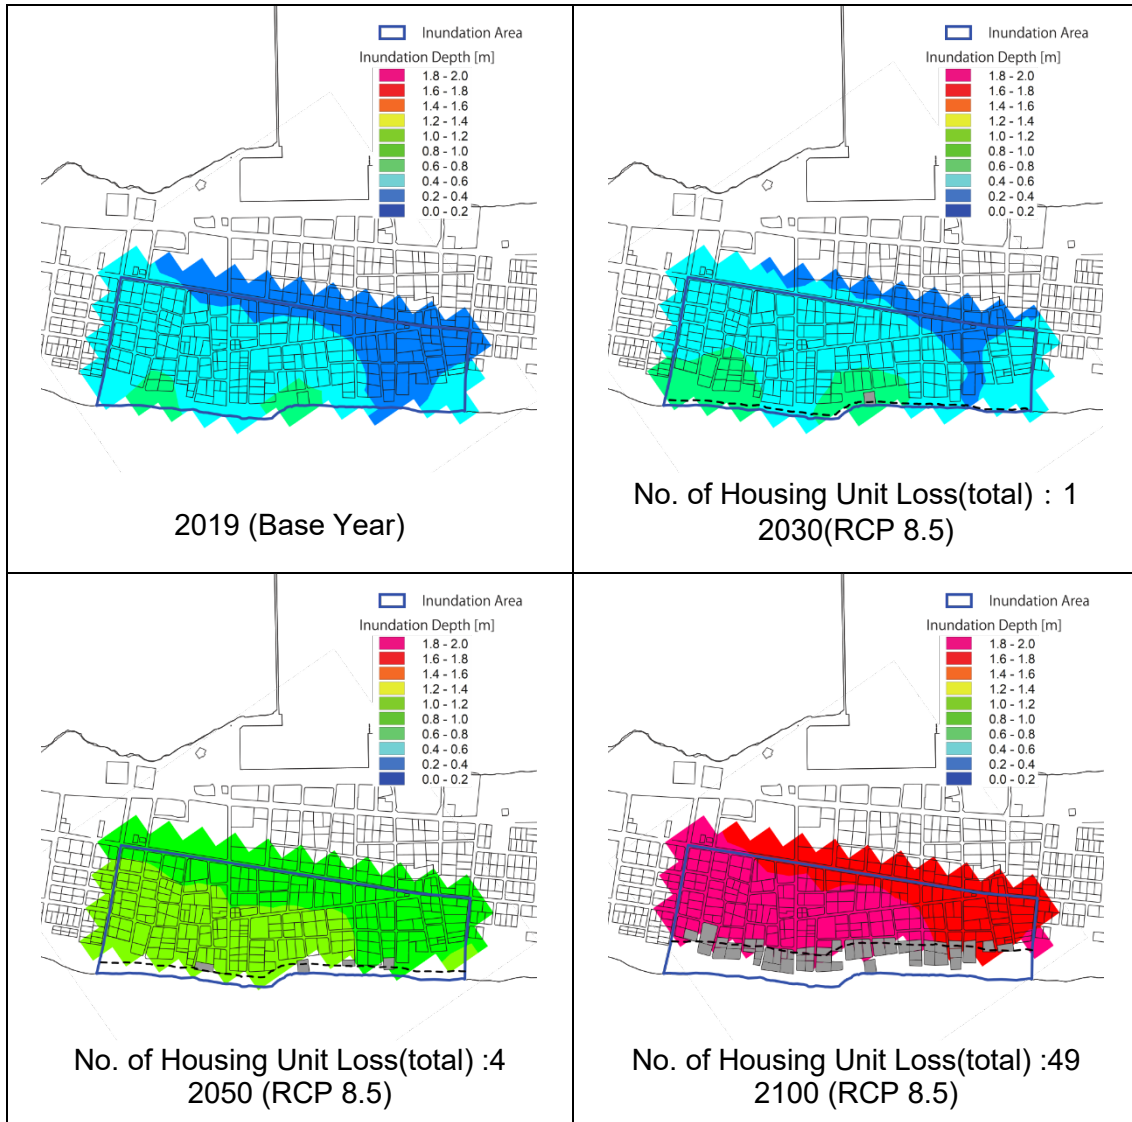 Inundation Area
Inundation Depth [m]
1.8 - 2.0
1.6 - 1.8
1.4 - 1.6
1.2 - 1.4
1.0 - 1.2
0.8 - 1.0
0.6 - 0.8
0.4 - 0.6
0.2 - 0.4
0.0 - 0.2
2019 (Base Year)
Inundation Area
Inundation Depth [m]
1.8 - 2.0
1.6 - 1.8
1.4 - 1.6
1.2 - 1.4
1.0 - 1.2
0.8 - 1.0
0.6 - 0.8
0.4 - 0.6
0.2 - 0.4
0.0 - 0.2
No. of Housing Unit Loss(total) : 1
2030(RCP 8.5)
Inundation Area
Inundation Depth [m]
1.8 - 2.0
1.6 - 1.8
1.4 - 1.6
1.2 - 1.4
1.0 - 1.2
0.8 - 1.0
0.6 - 0.8
0.4 - 0.6
0.2 - 0.4
0.0 - 0.2
No. of Housing Unit Loss(total) :4
2050 (RCP 8.5)
Inundation Area
Inundation Depth [m]
1.8 - 2.0
1.6 - 1.8
1.4 - 1.6
1.2 - 1.4
1.0 - 1.2
0.8 - 1.0
0.6 - 0.8
0.4 - 0.6
0.2 - 0.4
0.0 - 0.2
No. of Housing Unit Loss(total) :49
2100 (RCP 8.5)